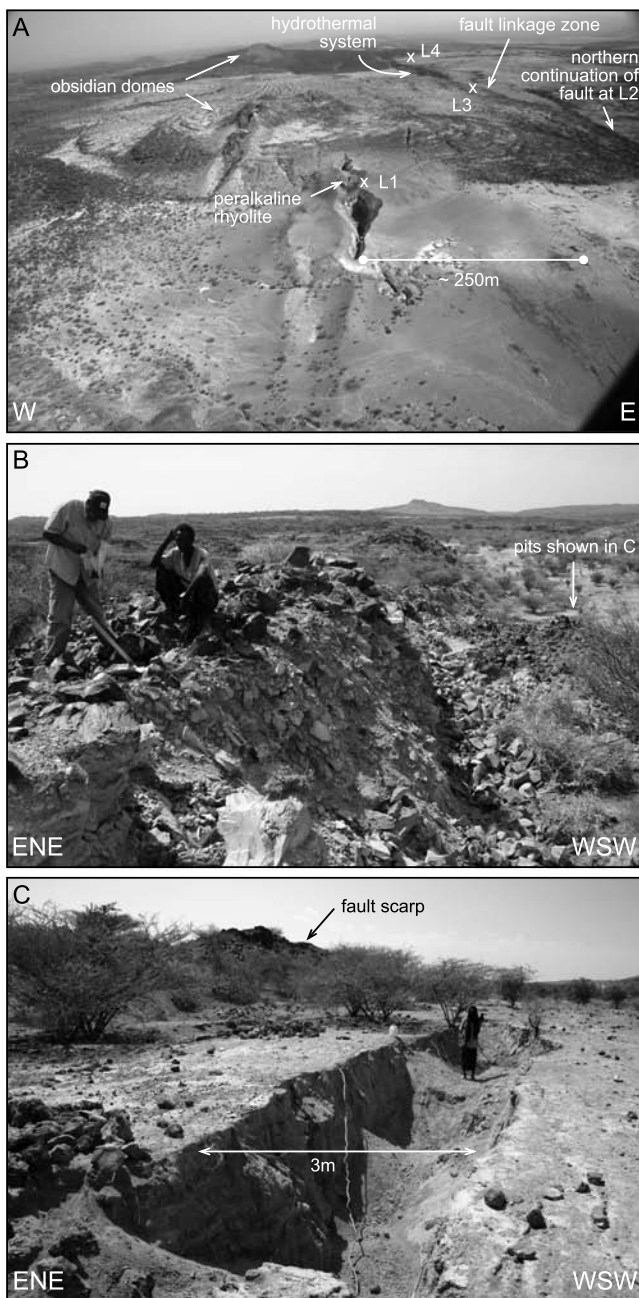 A
hydrothermal
system
L4
fault linkage
zone
obsidian domes
L3
northern
continuation of
fault at L2
L1
peralkaline
rhyolite
~ 250m
W
E
B
pits shown in C
ENE
WSW
C
fault scarp
3m
ENE
WSW